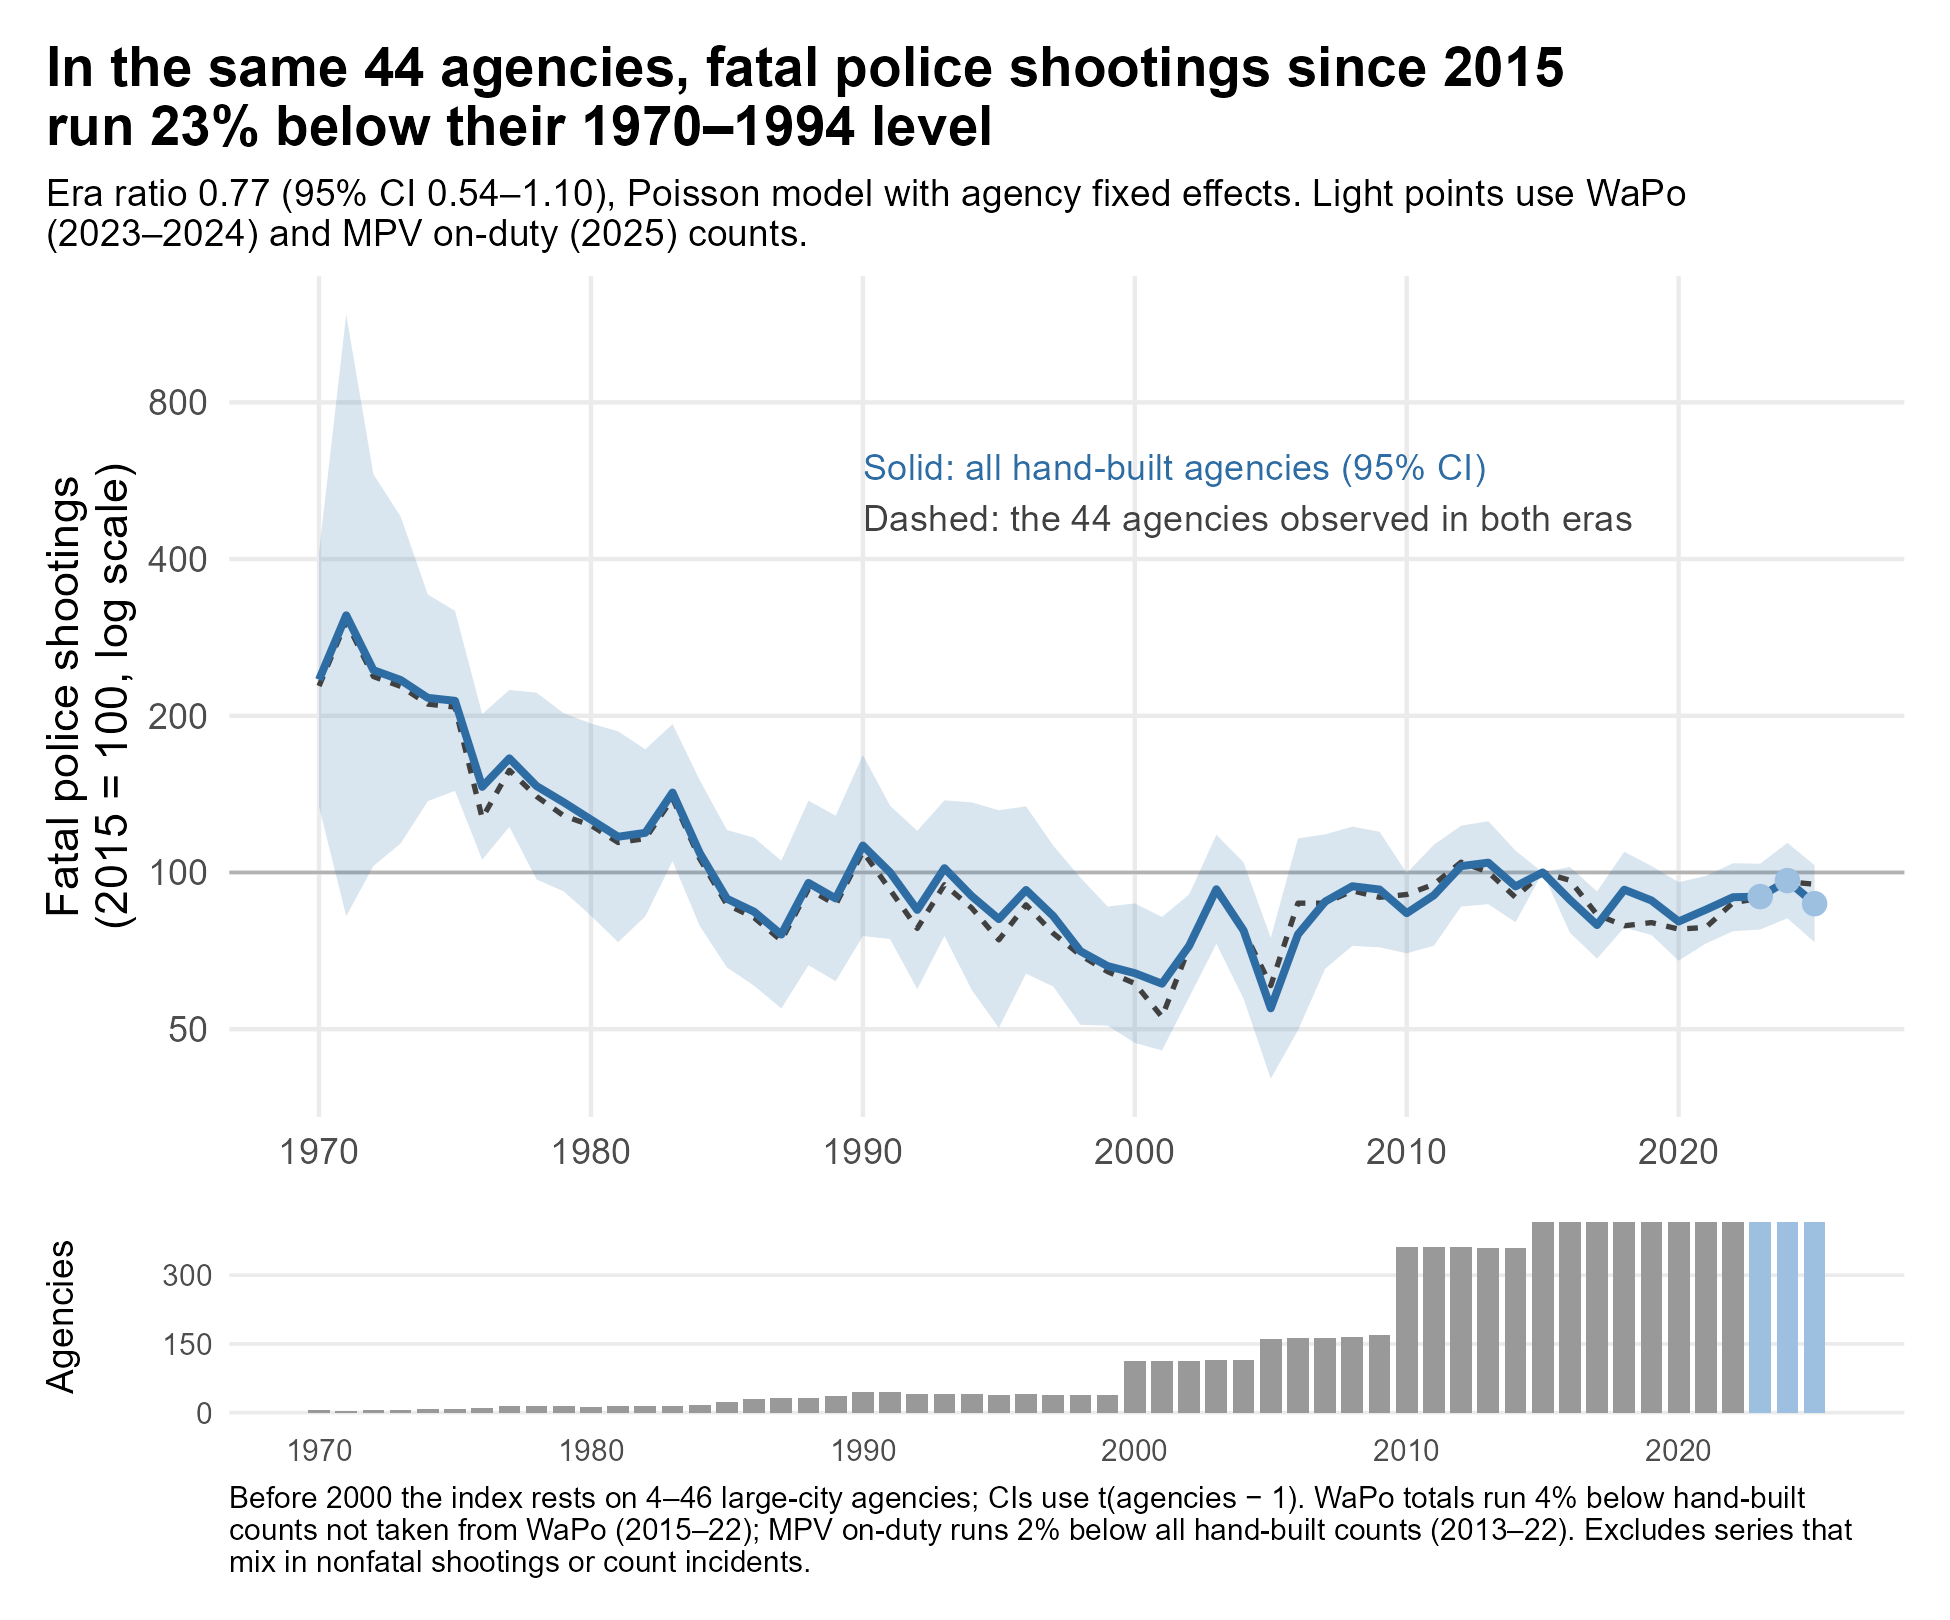 In the same 44 agencies, fatal police shootings since 2015
run 23% below their 1970–1994 level
Era ratio 0.77 (95% CI 0.54–1.10), Poisson model with agency fixed effects. Light points use WaPo
(2023–2024) and MPV on-duty (2025) counts.
Fatal police shootings
(2015 = 100, log scale)
800
400
200
100
50
Solid: all hand-built agencies (95% CI)
Dashed: the 44 agencies observed in both eras
1970 1980 1990 2000 2010 2020
Agencies
300
150
0
1970 1980 1990 2000 2010 2020
Before 2000 the index rests on 4–46 large-city agencies; CIs use t(agencies − 1). WaPo totals run 4% below hand-built
counts not taken from WaPo (2015–22); MPV on-duty runs 2% below all hand-built counts (2013–22). Excludes series that
mix in nonfatal shootings or count incidents.